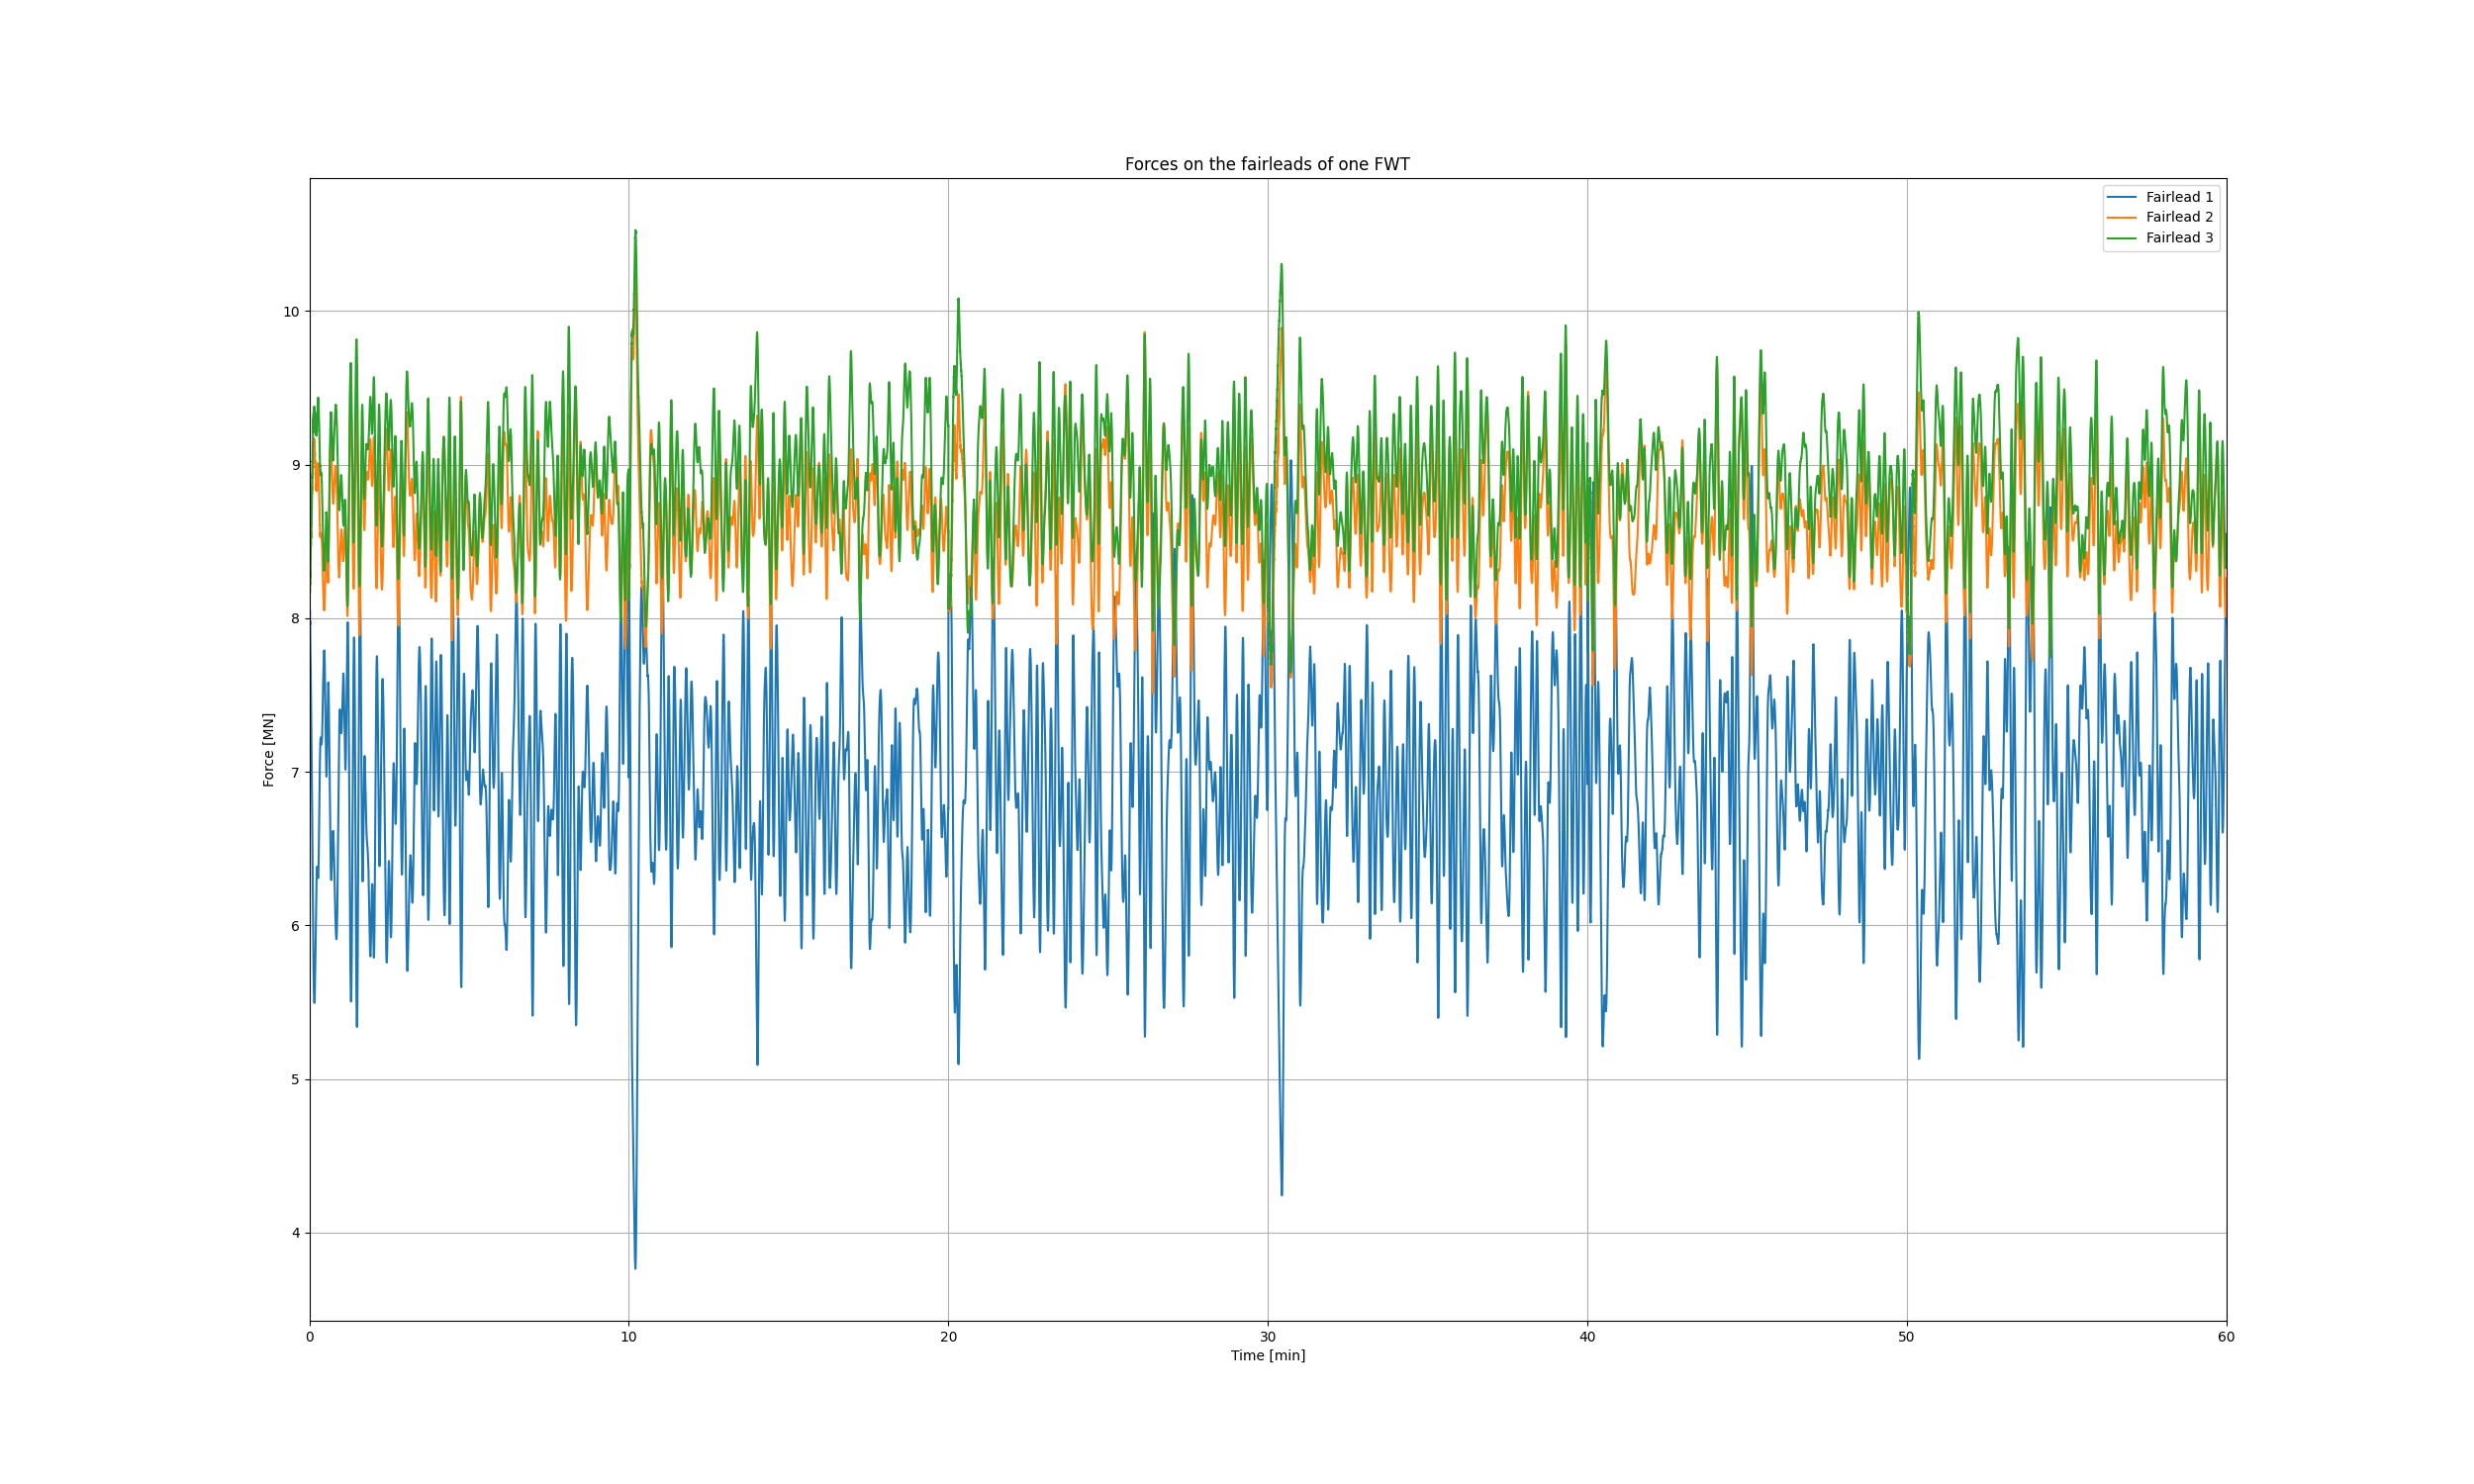 Forces on the fairleads of one FWT
Fairlead 1
Fairlead 2
Fairlead 3
Force [MN]
10
9
8
7
6
5
4
0 10 20 30 40 50 60
Time [min]